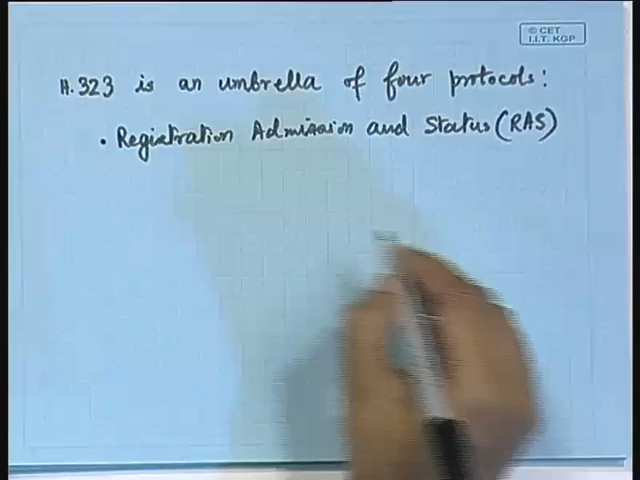 © CET
I.I.T. KGP
H.323 is an umbrella of four protocols:
• Registration Admission and Status (RAS)